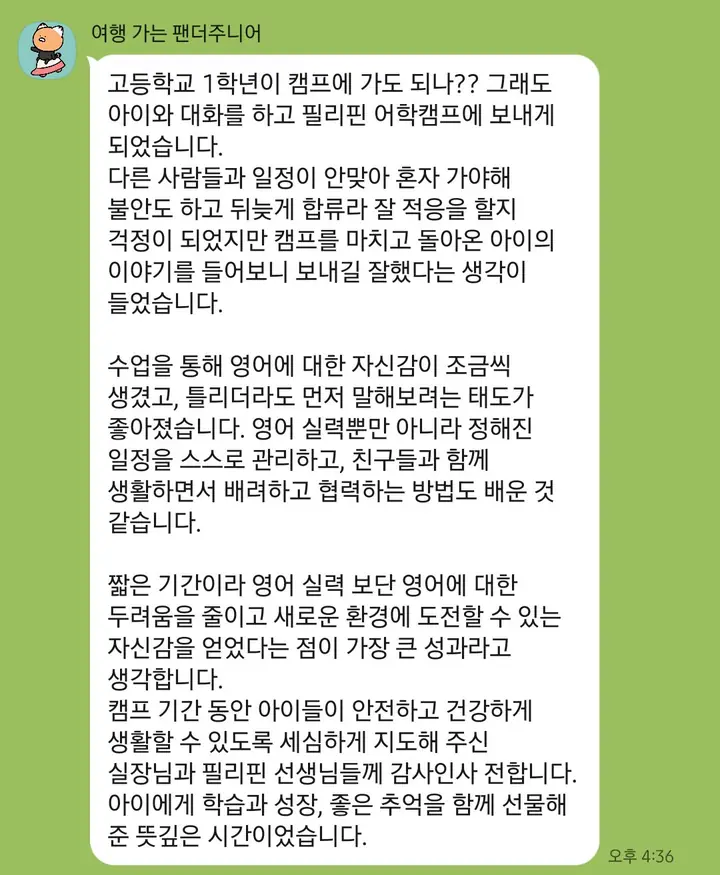 여행 가는 팬더주니어
고등학교 1학년이 캠프에 가도 되나?? 그래도
아이와 대화를 하고 필리핀 어학캠프에 보내게
되었습니다.
다른 사람들과 일정이 안맞아 혼자 가야해
불안도 하고 뒤늦게 합류라 잘 적응을 할지
걱정이 되었지만 캠프를 마치고 돌아온 아이의
이야기를 들어보니 보내길 잘했다는 생각이
들었습니다.
수업을 통해 영어에 대한 자신감이 조금씩
생겼고, 틀리더라도 먼저 말해보려는 태도가
좋아졌습니다. 영어 실력뿐만 아니라 정해진
일정을 스스로 관리하고, 친구들과 함께
생활하면서 배려하고 협력하는 방법도 배운 것
같습니다.
짧은 기간이라 영어 실력 보단 영어에 대한
두려움을 줄이고 새로운 환경에 도전할 수 있는
자신감을 얻었다는 점이 가장 큰 성과라고
생각합니다.
캠프 기간 동안 아이들이 안전하고 건강하게
생활할 수 있도록 세심하게 지도해 주신
실장님과 필리핀 선생님들께 감사인사 전합니다.
아이에게 학습과 성장, 좋은 추억을 함께 선물해
준 뜻깊은 시간이었습니다.
오후 4:36